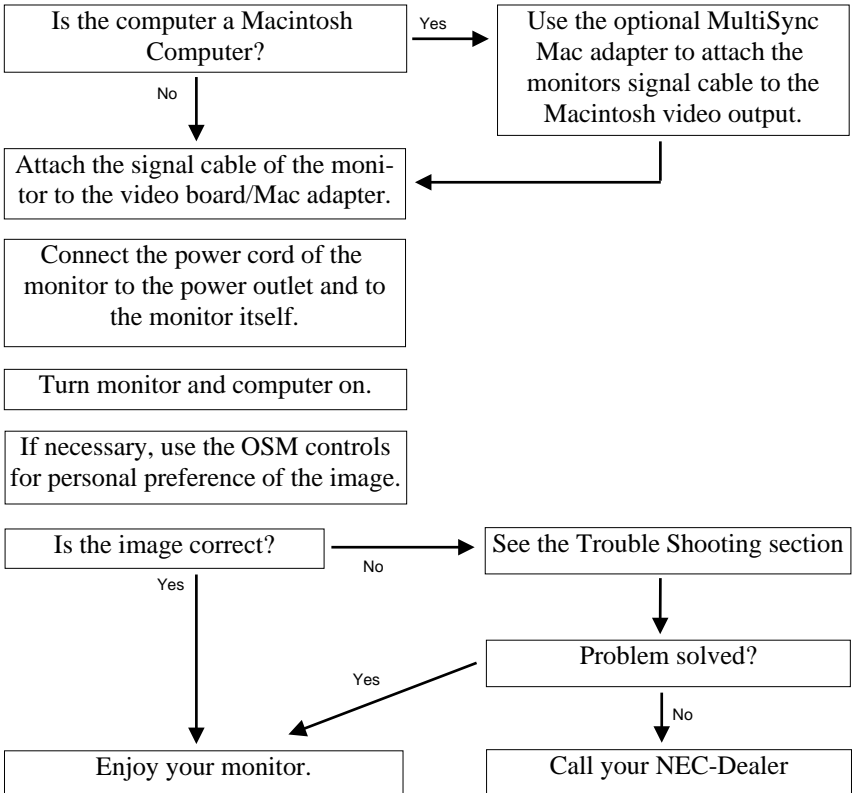 Is the computer a Macintosh
Computer?
Yes
Use the optional MultiSync
Mac adapter to attach the
monitors signal cable to the
Macintosh video output.
No
Attach the signal cable of the moni-
tor to the video board/Mac adapter.
Connect the power cord of the
monitor to the power outlet and to
the monitor itself.
Turn monitor and computer on.
If necessary, use the OSM controls
for personal preference of the image.
Is the image correct?
No
See the Trouble Shooting section
Yes
Problem solved?
Yes
No
Enjoy your monitor.
Call your NEC-Dealer